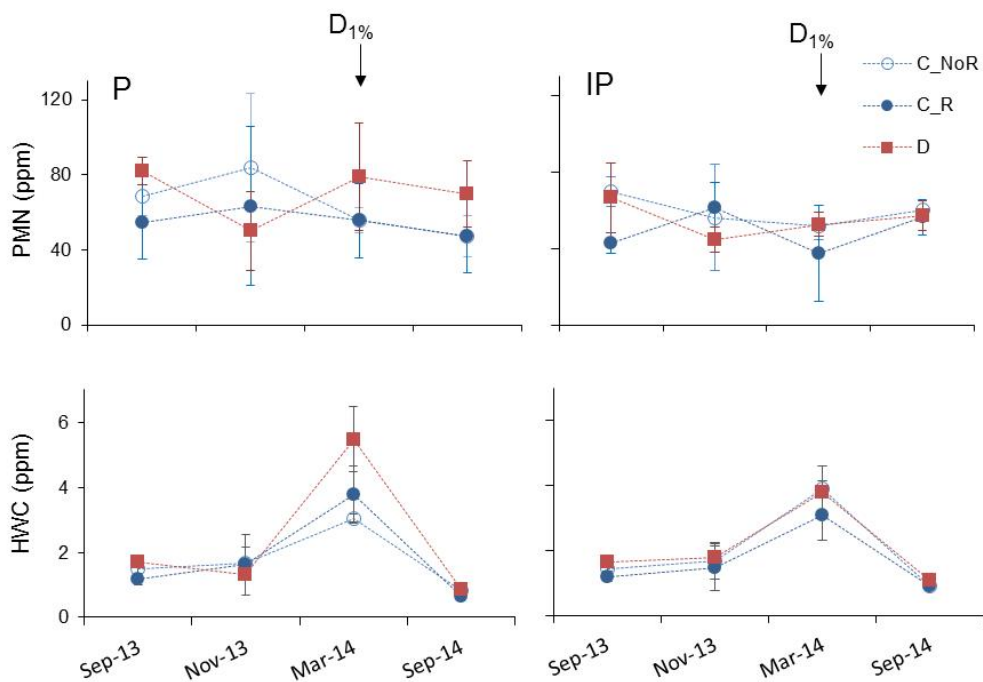 D1%
D1%
P
IP
C_NoR
C_R
D
PMN (ppm)
120
80
40
0
HWC (ppm)
6
4
2
0
Sep-13
Nov-13
Mar-14
Sep-14
Sep-13
Nov-13
Mar-14
Sep-14